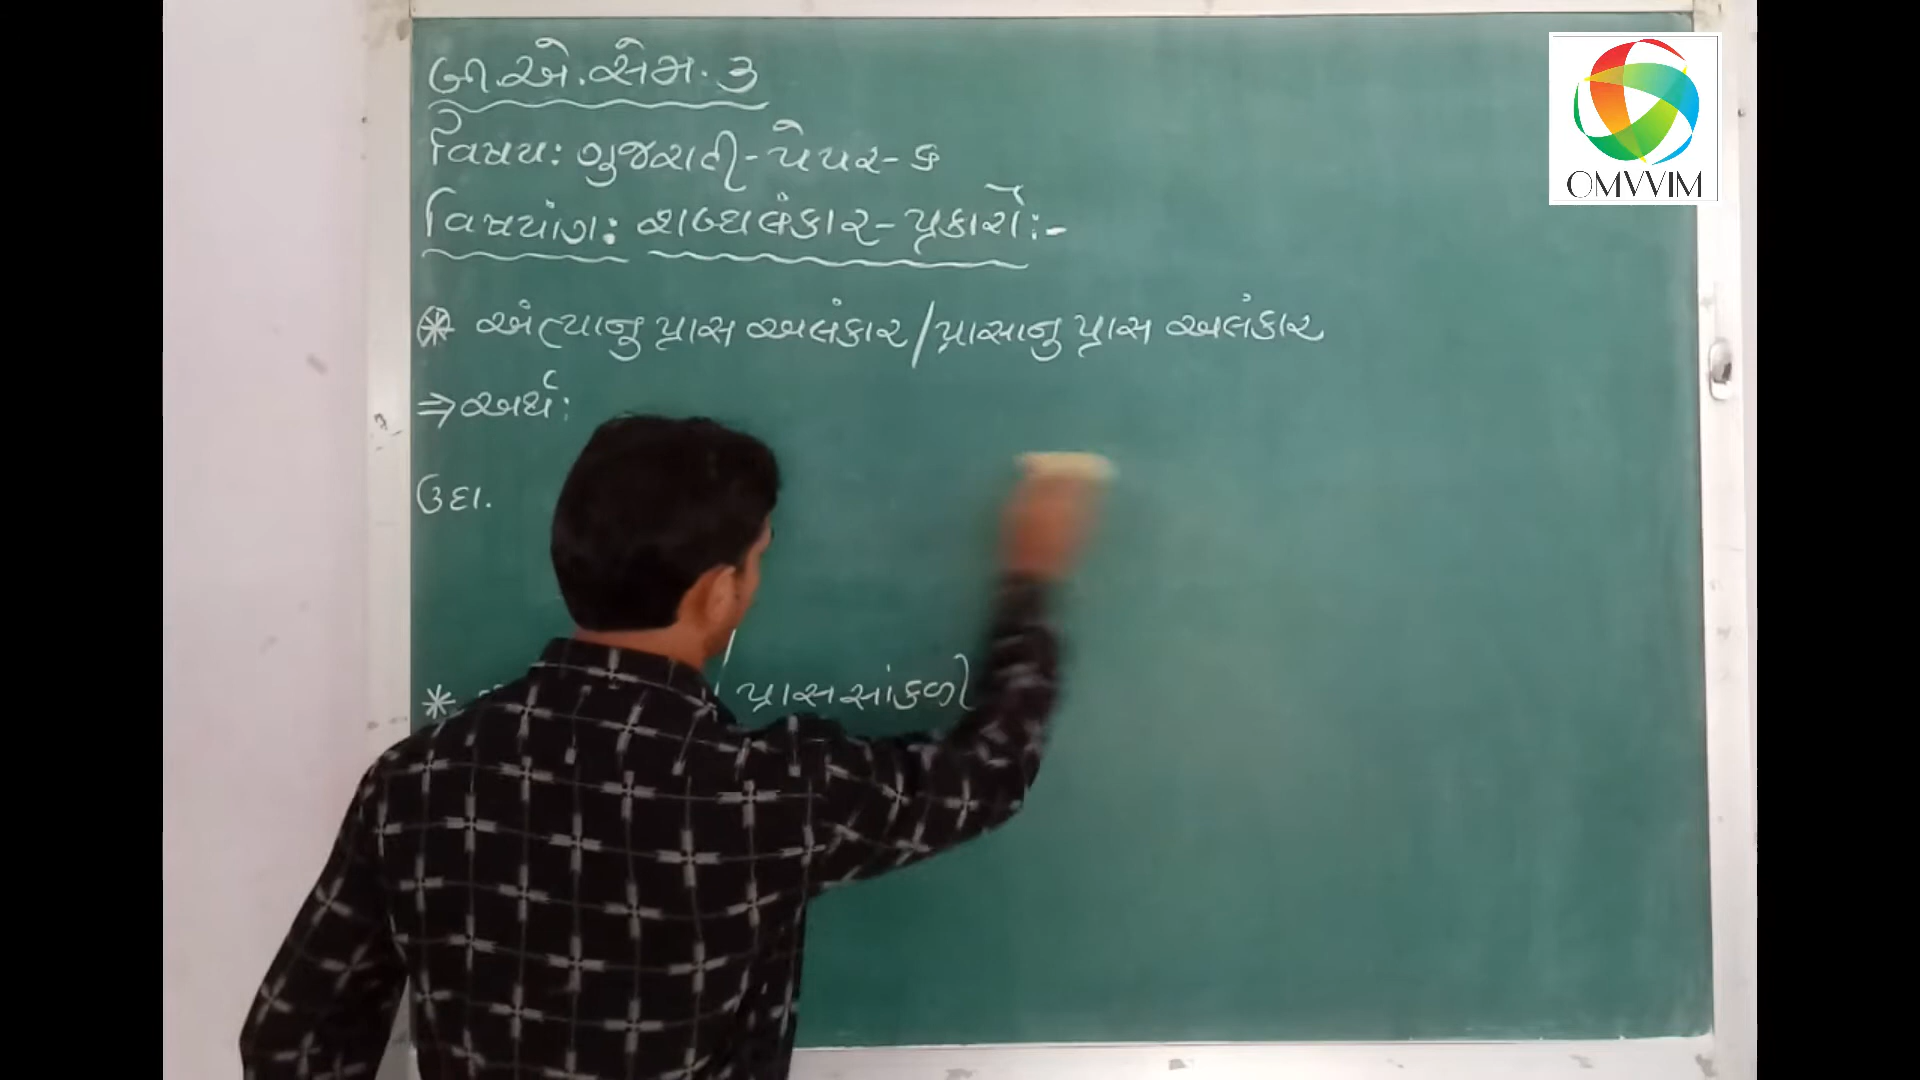 બી.એ.સેમ. ૩
વિષય: ગુજરાતી-પેપર-૬
વિષયાંગ: શબ્દાલંકાર-પ્રકારો:-
અંત્યાનુપ્રાસ અલંકાર/પ્રાસાનુપ્રાસ અલંકાર
⇒અર્થ:
ઉદા.
* પ્રાસસાંકળી
OMVVIM